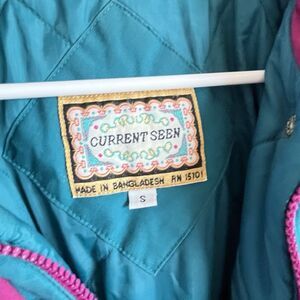 CURRENT SEEN
MADE IN BANGLADESH RN 15101
S